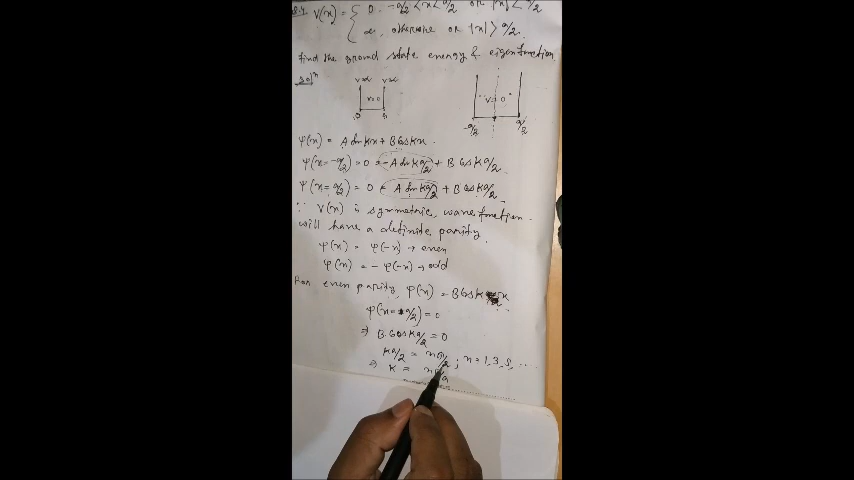 V(x) = { 0. -a/2 < x < a/2 or |x| < a/2
∞, otherwise or |x| > a/2.
Find the ground state energy & eigenfunction.
Solⁿ
V=∞ V=∞
V=0
V=0
-a/2 a/2
ψ(x) = A sin kx + B cos kx.
ψ(x=-a/2) = 0 = -A sin ka/2 + B cos ka/2.
ψ(x=a/2) = 0 = A sin ka/2 + B cos ka/2.
∵ V(x) is symmetric, wave function
will have a definite parity.
ψ(x) = ψ(-x) → even
ψ(x) = -ψ(-x) → odd
For even parity, ψ(x) = B cos k x
ψ(x= a/2) = 0
⇒ B. cos ka/2 = 0
ka/2 = nπ/2 ; n = 1, 3, 5, ...
⇒ k = nπ/a